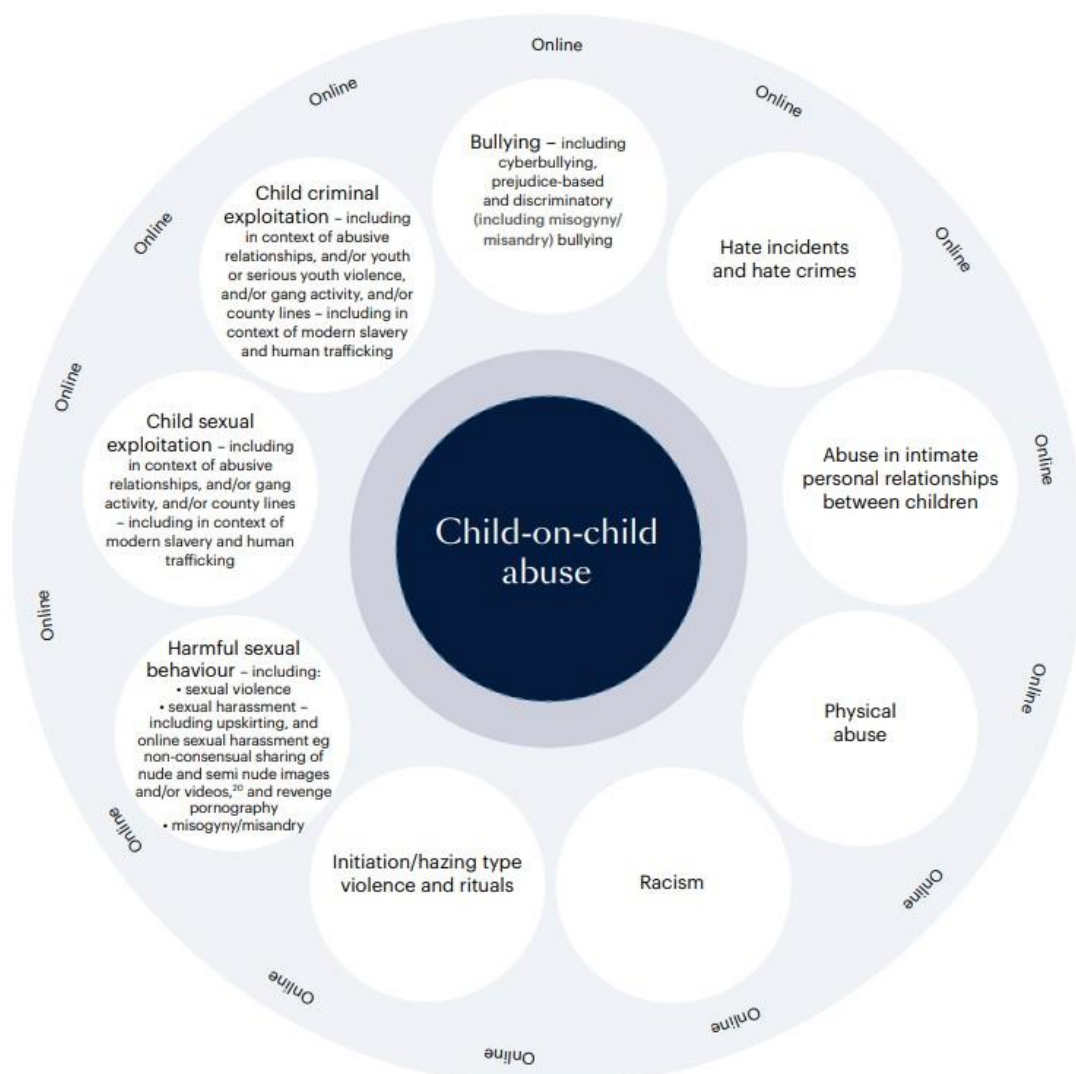 Online
Online
Online
Online
Online
Online
Online
Online
Online
Online
Online
Online
Online
Online
Bullying – including
cyberbullying,
prejudice-based
and discriminatory
(including misogyny/
misandry) bullying
Hate incidents
and hate crimes
Abuse in intimate
personal relationships
between children
Physical
abuse
Racism
Initiation/hazing type
violence and rituals
Harmful sexual
behaviour – including:
• sexual violence
• sexual harassment –
including upskirting, and
online sexual harassment eg
non-consensual sharing of
nude and semi nude images
and/or videos,²⁰ and revenge
pornography
• misogyny/misandry
Child sexual
exploitation – including
in context of abusive
relationships, and/or gang
activity, and/or county lines
– including in context of
modern slavery and human
trafficking
Child criminal
exploitation – including
in context of abusive
relationships, and/or youth
or serious youth violence,
and/or gang activity, and/or
county lines – including in
context of modern slavery
and human trafficking
Child-on-child
abuse